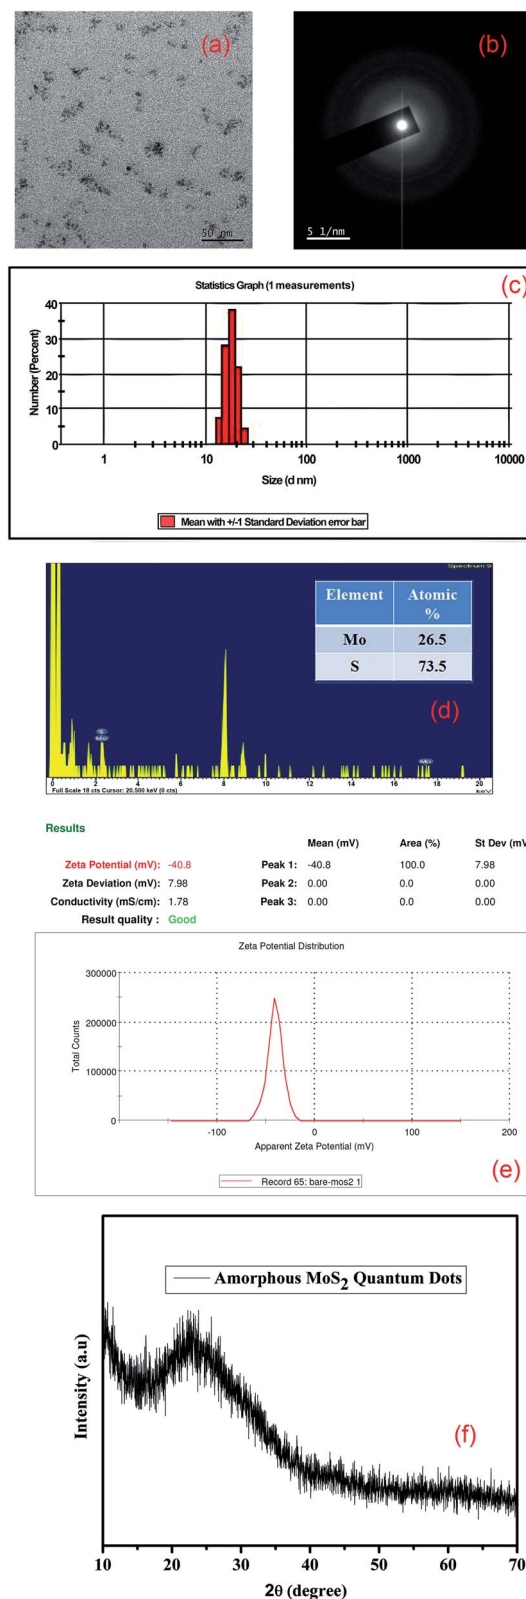 (a)
50 nm
(b)
5 1/nm
(c)
Statistics Graph (1 measurements)
Number (Percent)
40
30
20
10
0
1 10 100 1000 10000
Size (d nm)
Mean with +/-1 Standard Deviation error bar
Spectrum 9
Element Atomic %
Mo 26.5
S 73.5
(d)
S
Mo
Mo
0 2 4 6 8 10 12 14 16 18 20
Full Scale 18 cts Cursor: 20.500 keV (0 cts) keV
Results
Mean (mV) Area (%) St Dev (mV
Zeta Potential (mV): -40.8 Peak 1: -40.8 100.0 7.98
Zeta Deviation (mV): 7.98 Peak 2: 0.00 0.0 0.00
Conductivity (mS/cm): 1.78 Peak 3: 0.00 0.0 0.00
Result quality : Good
Zeta Potential Distribution
Total Counts
300000
200000
100000
0
-100 0 100 200
Apparent Zeta Potential (mV)
(e)
Record 65: bare-mos2 1
Amorphous MoS₂ Quantum Dots
Intensity (a.u)
(f)
10 20 30 40 50 60 70
2θ (degree)